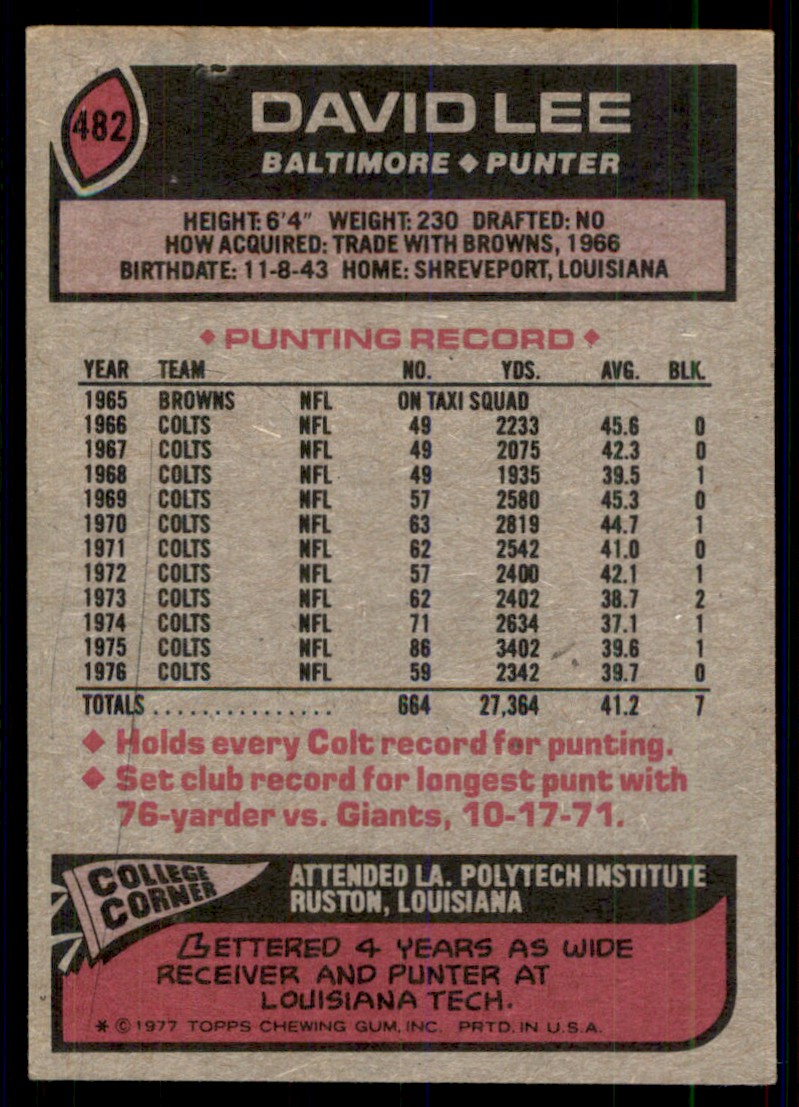 482
DAVID LEE
BALTIMORE ◆ PUNTER
HEIGHT: 6'4" WEIGHT: 230 DRAFTED: NO
HOW ACQUIRED: TRADE WITH BROWNS, 1966
BIRTHDATE: 11-8-43 HOME: SHREVEPORT, LOUISIANA
◆ PUNTING RECORD ◆
YEAR TEAM NO. YDS. AVG. BLK.
1965 BROWNS NFL ON TAXI SQUAD
1966 COLTS NFL 49 2233 45.6 0
1967 COLTS NFL 49 2075 42.3 0
1968 COLTS NFL 49 1935 39.5 1
1969 COLTS NFL 57 2580 45.3 0
1970 COLTS NFL 63 2819 44.7 1
1971 COLTS NFL 62 2542 41.0 0
1972 COLTS NFL 57 2400 42.1 1
1973 COLTS NFL 62 2402 38.7 2
1974 COLTS NFL 71 2634 37.1 1
1975 COLTS NFL 86 3402 39.6 1
1976 COLTS NFL 59 2342 39.7 0
TOTALS ............... 664 27,364 41.2 7
◆ Holds every Colt record for punting.
◆ Set club record for longest punt with
76-yarder vs. Giants, 10-17-71.
COLLEGE
CORNER
ATTENDED LA. POLYTECH INSTITUTE
RUSTON, LOUISIANA
LETTERED 4 YEARS AS WIDE
RECEIVER AND PUNTER AT
LOUISIANA TECH.
* © 1977 TOPPS CHEWING GUM, INC. PRTD. IN U.S.A.